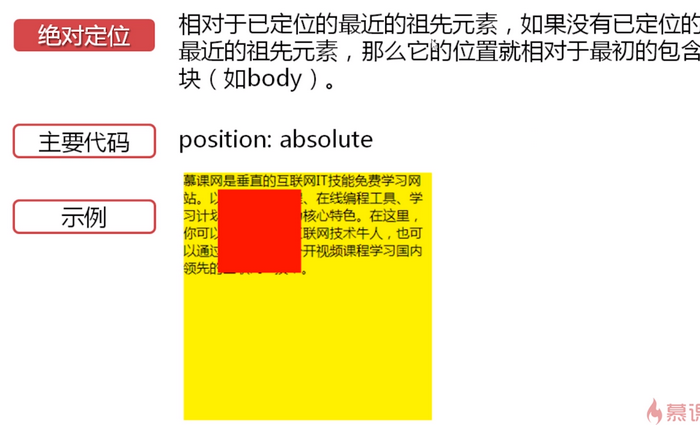 绝对定位
相对于已定位的最近的祖先元素，如果没有已定位的
最近的祖先元素，那么它的位置就相对于最初的包含
块（如body）。
主要代码
position: absolute
示例
慕课网是垂直的互联网IT技能免费学习网
站。以、在线编程工具、学
习计划核心特色。在这里，
你可以互联网技术牛人，也可
以通过开视频课程学习国内
领先的
慕课